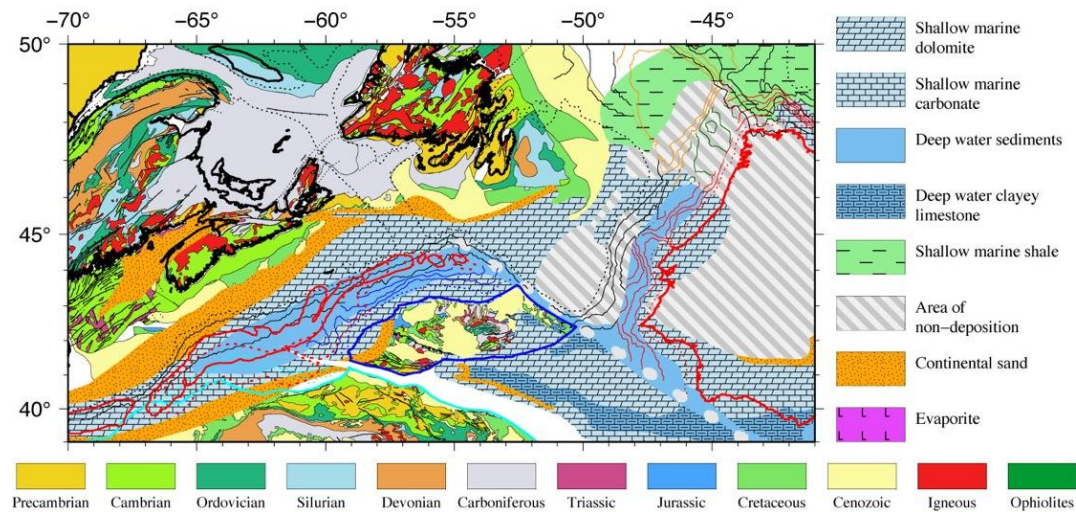 −70° −65° −60° −55° −50° −45°
50°
45°
40°
Shallow marine
dolomite
Shallow marine
carbonate
Deep water sediments
Deep water clayey
limestone
Shallow marine shale
Area of
non−deposition
Continental sand
L L
L L
Evaporite
Precambrian Cambrian Ordovician Silurian Devonian Carboniferous Triassic Jurassic Cretaceous Cenozoic Igneous Ophiolites